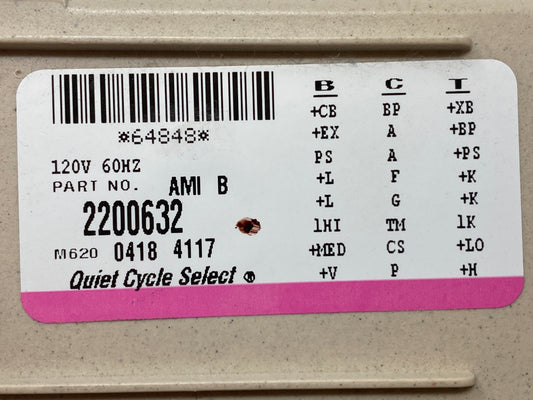 *64848*
120V 60HZ
PART NO. AMI B
2200632
M620 0418 4117
Quiet Cycle Select ®
B C T
+CB BP +XB
+EX A +BP
PS A +PS
+L F +K
+L G +K
1HI TM 1K
+MED CS +LO
+V P +H